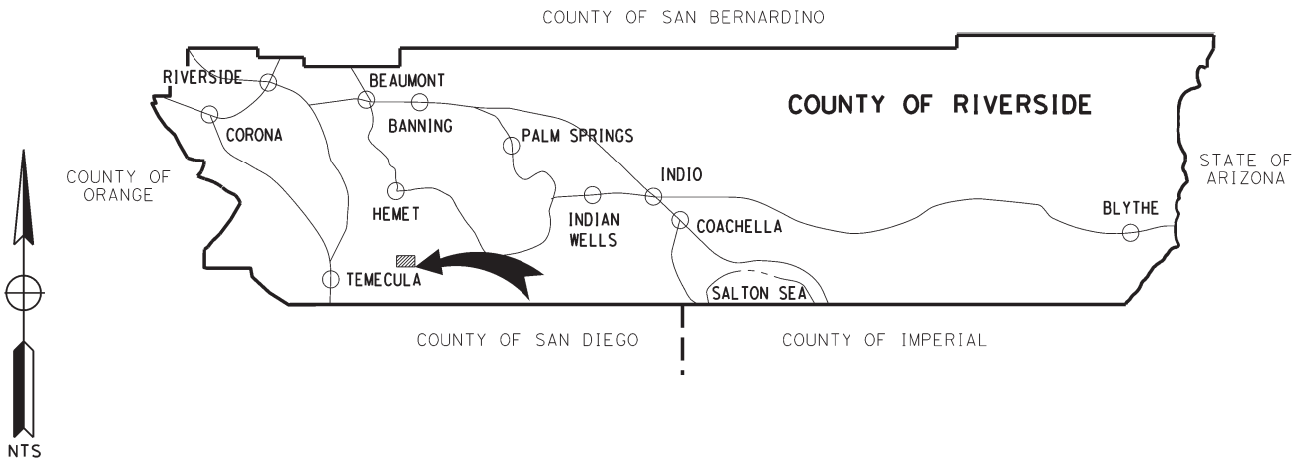 COUNTY OF SAN BERNARDINO
RIVERSIDE
BEAUMONT
COUNTY OF RIVERSIDE
CORONA
BANNING
PALM SPRINGS
STATE OF
ARIZONA
COUNTY OF
ORANGE
INDIO
HEMET
INDIAN
WELLS
COACHELLA
BLYTHE
TEMECULA
SALTON SEA
COUNTY OF SAN DIEGO
COUNTY OF IMPERIAL
NTS